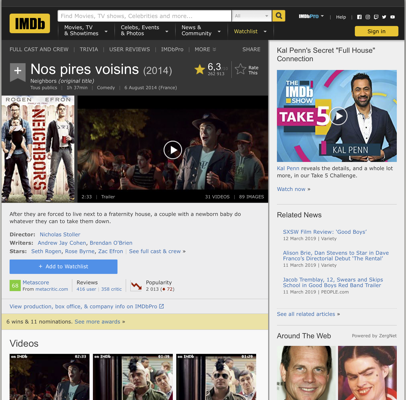 IMDb
Find Movies, TV shows, Celebrities and more...
All
IMDbPro
Help
Movies, TV
& Showtimes
Celebs, Events
& Photos
News &
Community
Watchlist
Sign in
FULL CAST AND CREW | TRIVIA | USER REVIEWS | IMDbPro | MORE
SHARE
Nos pires voisins (2014)
Neighbors (original title)
Tous publics | 1h 37min | Comedy | 6 August 2014 (France)
6,3
Rate
This
ROGEN EFRON
NEIGHBORS
2:33 | Trailer
31 VIDEOS | 89 IMAGES
After they are forced to live next to a fraternity house, a couple with a newborn baby do
whatever they can to take them down.
Director: Nicholas Stoller
Writers: Andrew Jay Cohen, Brendan O'Brien
Stars: Seth Rogen, Rose Byrne, Zac Efron | See full cast & crew »
+ Add to Watchlist
Metascore
From metacritic.com
Reviews
416 user | 358 critic
Popularity
2 013 (72)
View production, box office, & company info on IMDbPro
6 wins & 11 nominations. See more awards »
Videos
Kal Penn's Secret "Full House"
Connection
THE
IMDb
SHOW
TAKE 5
KAL PENN
Kal Penn reveals the details, and a whole lot
more, in our Take 5 Challenge.
Watch now »
Related News
SXSW Film Review: 'Good Boys'
12 March 2019 | Variety
Alison Brie, Dan Stevens to Star in Dave
Franco's Directorial Debut 'The Rental'
11 March 2019 | Variety
Jacob Tremblay, 12, Swears and Skips
School in Good Boys Red Band Trailer
11 March 2019 | PEOPLE.com
See all related articles »
Around The Web
Powered by ZergNet